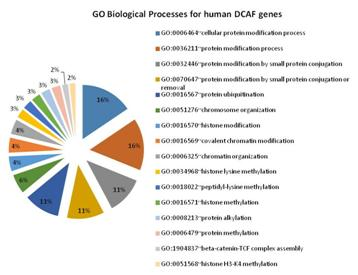 GO Biological Processes for human DCAF genes
GO:0006464~cellular protein modification process
GO:0036211~protein modification process
GO:0032446~protein modification by small protein conjugation
GO:0070647~protein modification by small protein conjugation or
removal
GO:0016567~protein ubiquitination
GO:0051276~chromosome organization
GO:0016570~histone modification
GO:0016569~covalent chromatin modification
GO:0006325~chromatin organization
GO:0034968~histone lysine methylation
GO:0018022~peptidyl-lysine methylation
GO:0016571~histone methylation
GO:0008213~protein alkylation
GO:0006479~protein methylation
GO:1904837~beta-catenin-TCF complex assembly
GO:0051568~histone H3-K4 methylation
16%
16%
11%
11%
11%
6%
4%
4%
4%
3%
3%
3%
3%
3%
2%
2%